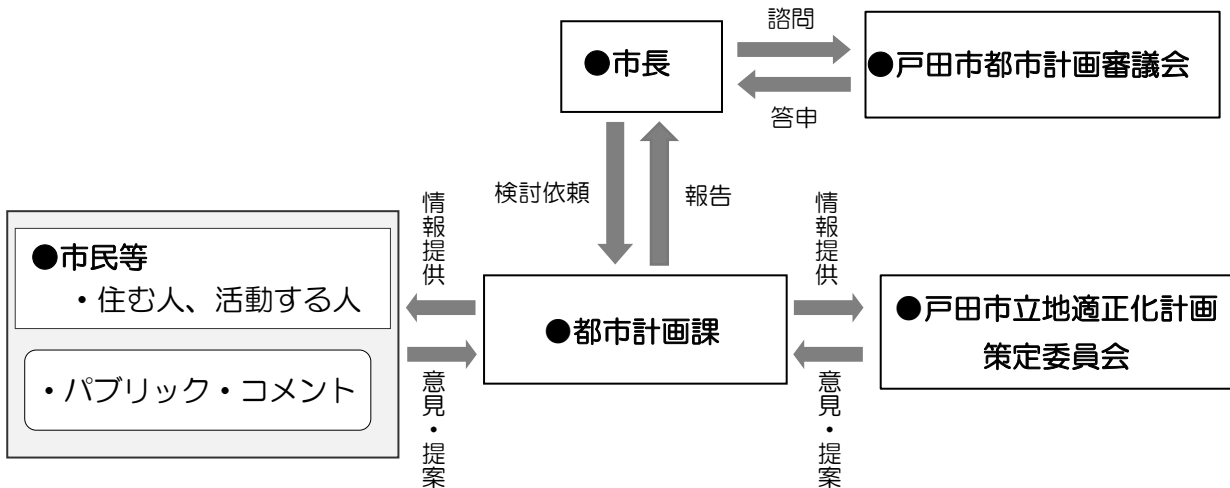 諮問
●市長
●戸田市都市計画審議会
答申
検討依頼
報告
情報提供
情報提供
●市民等
・住む人、活動する人
●都市計画課
●戸田市立地適正化計画
策定委員会
・パブリック・コメント
意見・提案
意見・提案